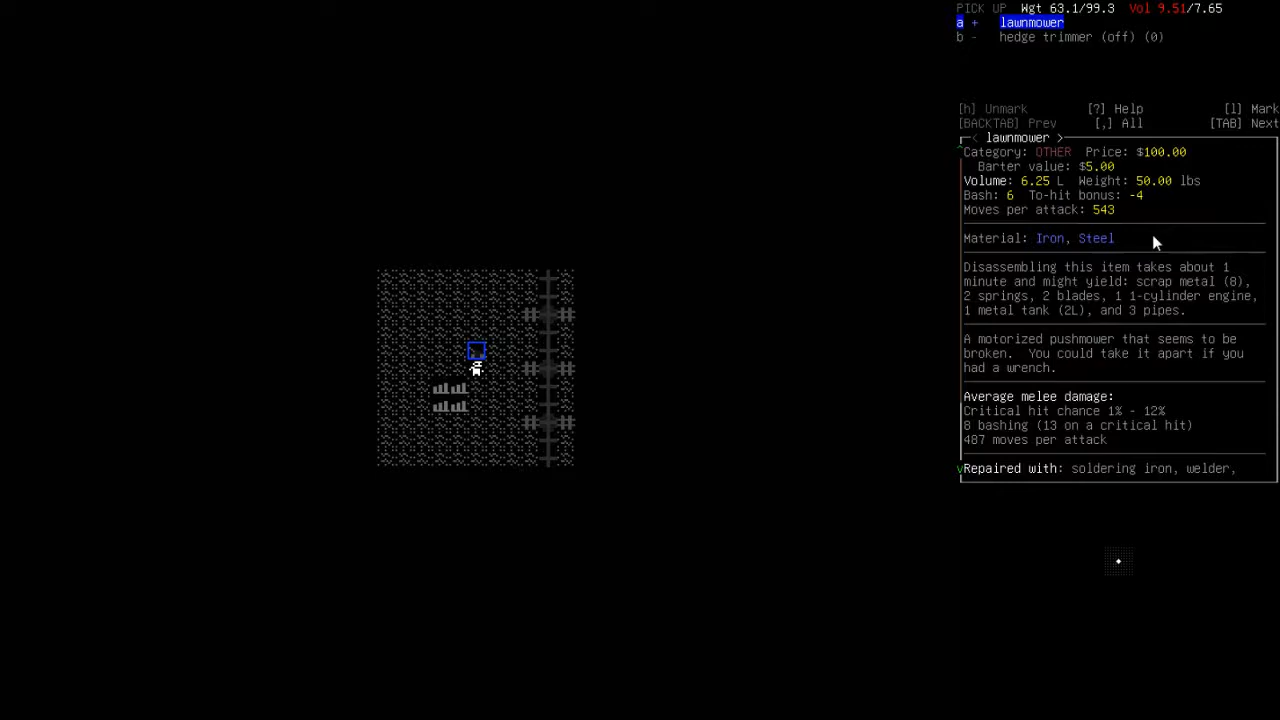 PICK UP Wgt 63.1/99.3 Vol 9.51/7.65
a + lawnmower
b - hedge trimmer (off) (0)
[h] Unmark [?] Help [l] Mark
[BACKTAB] Prev [,] All [TAB] Next
< lawnmower >
Category: OTHER Price: $100.00
Barter value: $5.00
Volume: 6.25 L Weight: 50.00 lbs
Bash: 6 To-hit bonus: -4
Moves per attack: 543
Material: Iron, Steel
Disassembling this item takes about 1
minute and might yield: scrap metal (8),
2 springs, 2 blades, 1 1-cylinder engine,
1 metal tank (2L), and 3 pipes.
A motorized pushmower that seems to be
broken. You could take it apart if you
had a wrench.
Average melee damage:
Critical hit chance 1% - 12%
8 bashing (13 on a critical hit)
487 moves per attack
Repaired with: soldering iron, welder,